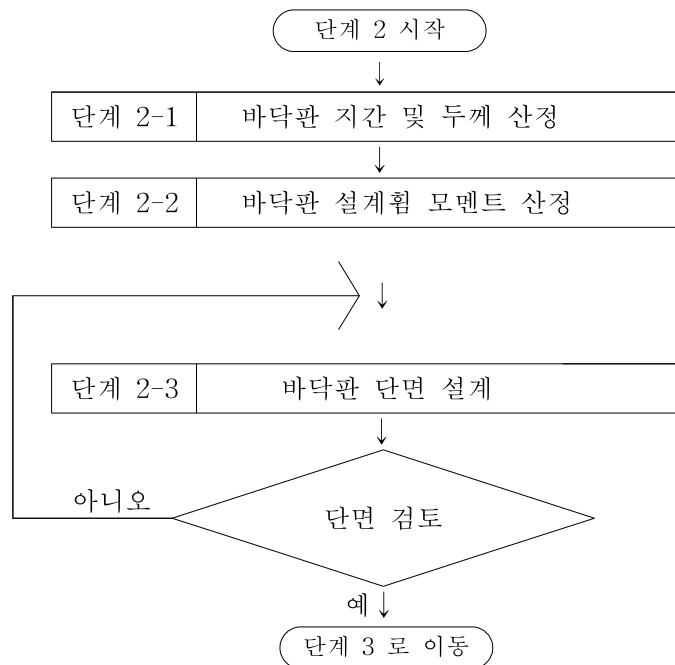 단계 2 시작
단계 2-1 바닥판 지간 및 두께 산정
단계 2-2 바닥판 설계휨 모멘트 산정
단계 2-3 바닥판 단면 설계
아니오
단면 검토
예
단계 3 로 이동